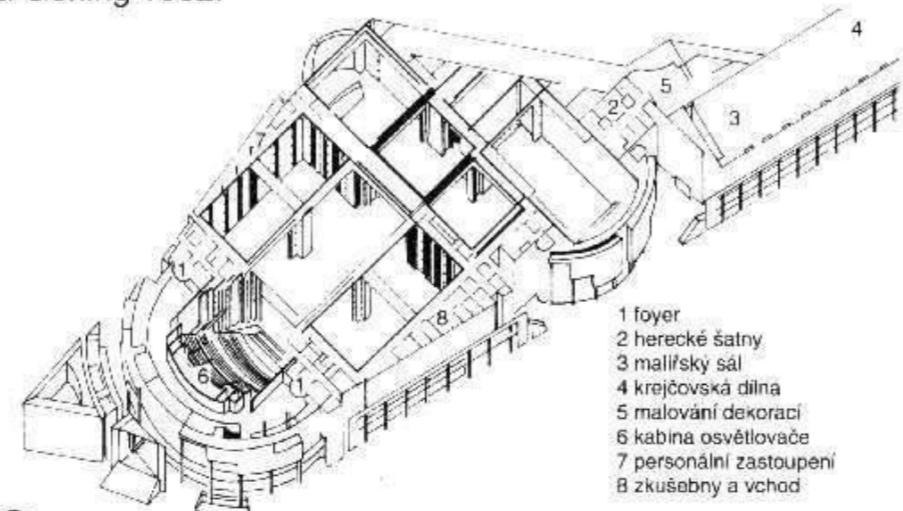 4
5
2
3
1
1
8
6
1
1 foyer
2 herecké šatny
3 malířský sál
4 krejčovská dílna
5 malování dekorací
6 kabina osvětlovače
7 personální zastoupení
8 zkušebny a vchod